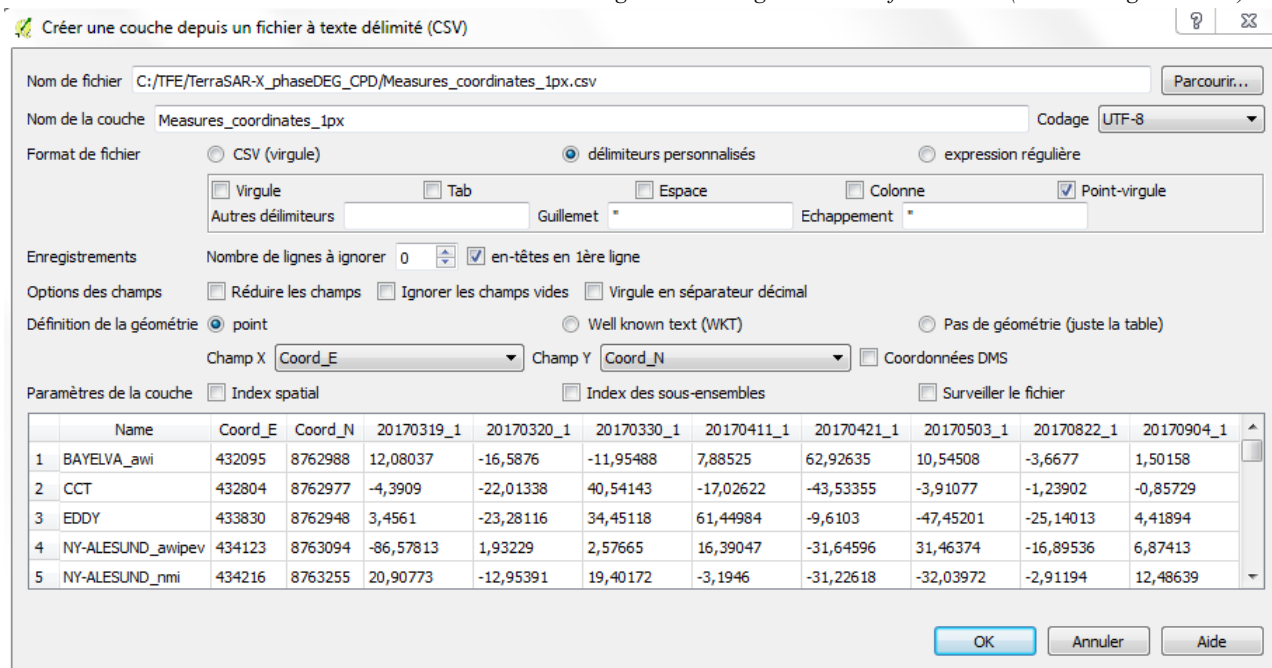 Créer une couche depuis un fichier à texte délimité (CSV)
Nom de fichier C:/TFE/TerraSAR-X_phaseDEG_CPD/Measures_coordinates_1px.csv Parcourir...
Nom de la couche Measures_coordinates_1px Codage UTF-8
Format de fichier CSV (virgule) délimiteurs personnalisés expression régulière
Virgule Tab Espace Colonne Point-virgule
Autres délimiteurs Guillemet " Echappement "
Enregistrements Nombre de lignes à ignorer 0 en-têtes en 1ère ligne
Options des champs Réduire les champs Ignorer les champs vides Virgule en séparateur décimal
Définition de la géométrie point Well known text (WKT) Pas de géométrie (juste la table)
Champ X Coord_E Champ Y Coord_N Coordonnées DMS
Paramètres de la couche Index spatial Index des sous-ensembles Surveiller le fichier
Name Coord_E Coord_N 20170319_1 20170320_1 20170330_1 20170411_1 20170421_1 20170503_1 20170822_1 20170904_1
1 BAYELVA_awi 432095 8762988 12,08037 -16,5876 -11,95488 7,88525 62,92635 10,54508 -3,6677 1,50158
2 CCT 432804 8762977 -4,3909 -22,01338 40,54143 -17,02622 -43,53355 -3,91077 -1,23902 -0,85729
3 EDDY 433830 8762948 3,4561 -23,28116 34,45118 61,44984 -9,6103 -47,45201 -25,14013 4,41894
4 NY-ALESUND_awipev 434123 8763094 -86,57813 1,93229 2,57665 16,39047 -31,64596 31,46374 -16,89536 6,87413
5 NY-ALESUND_nmi 434216 8763255 20,90773 -12,95391 19,40172 -3,1946 -31,22618 -32,03972 -2,91194 12,48639
OK Annuler Aide